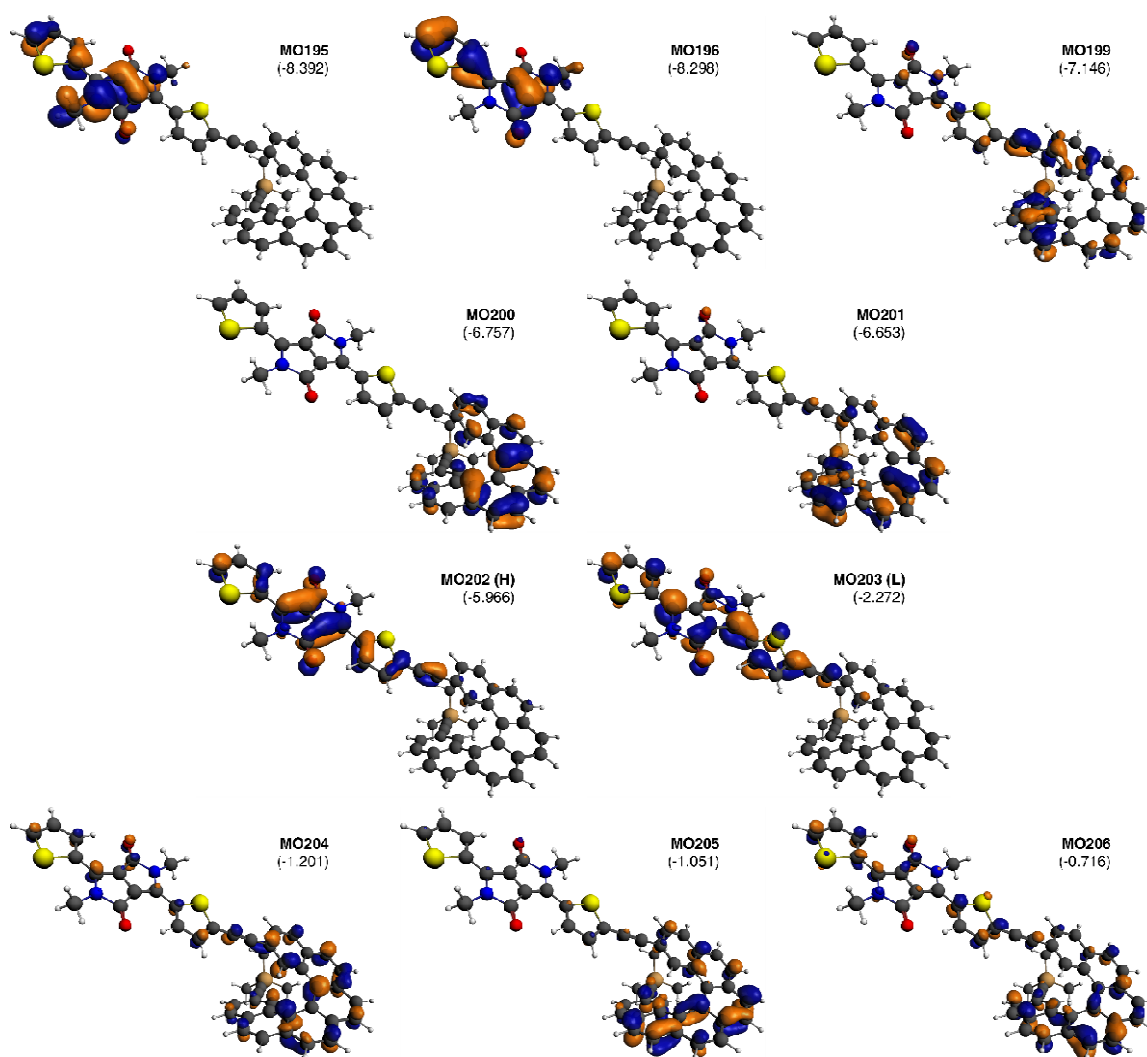 MO195
(-8.392)
MO196
(-8.298)
MO199
(-7.146)
MO200
(-6.757)
MO201
(-6.653)
MO202 (H)
(-5.966)
MO203 (L)
(-2.272)
MO204
(-1.201)
MO205
(-1.051)
MO206
(-0.716)